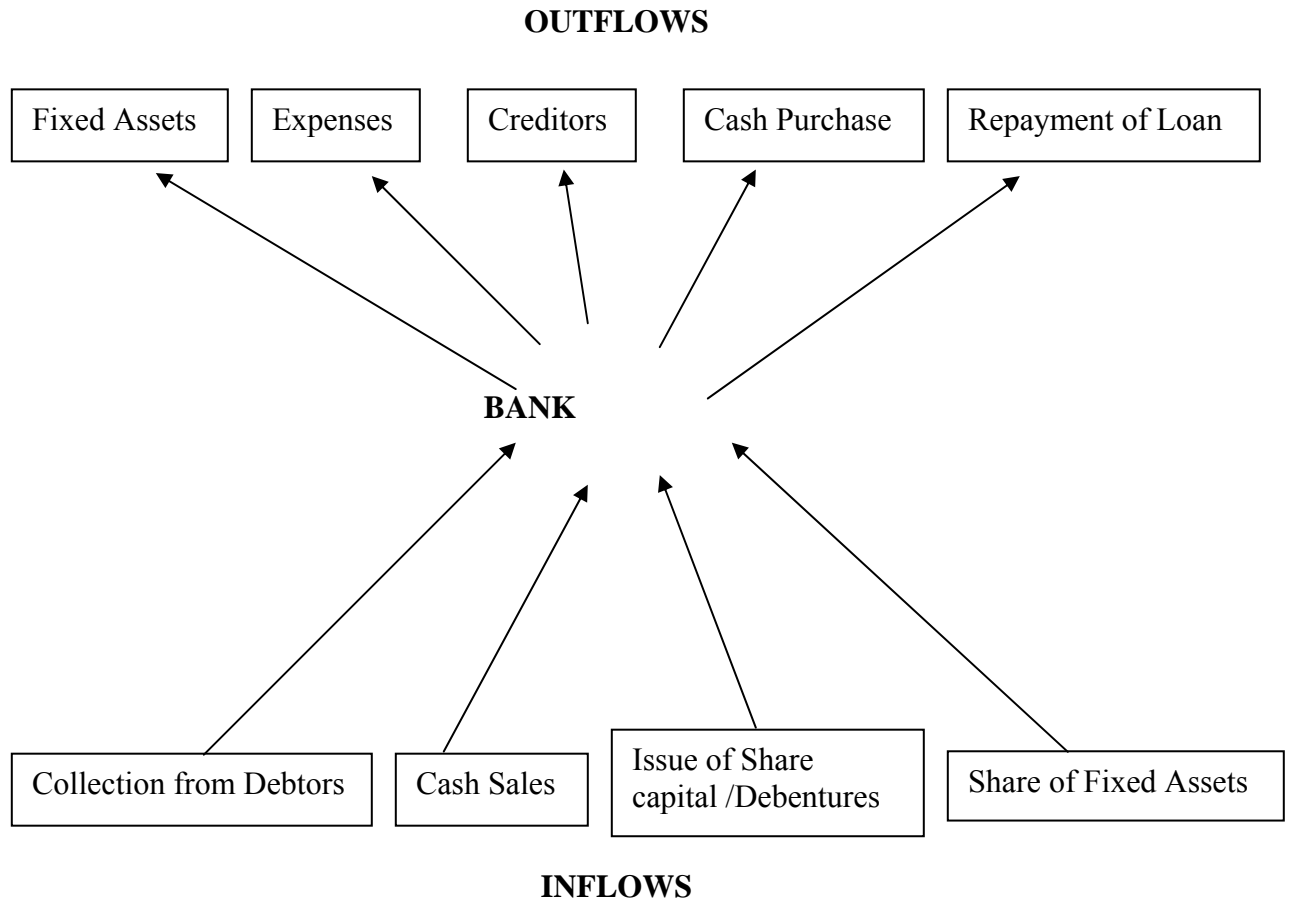 OUTFLOWS
Fixed Assets
Expenses
Creditors
Cash Purchase
Repayment of Loan
BANK
Collection from Debtors
Cash Sales
Issue of Share
capital /Debentures
Share of Fixed Assets
INFLOWS